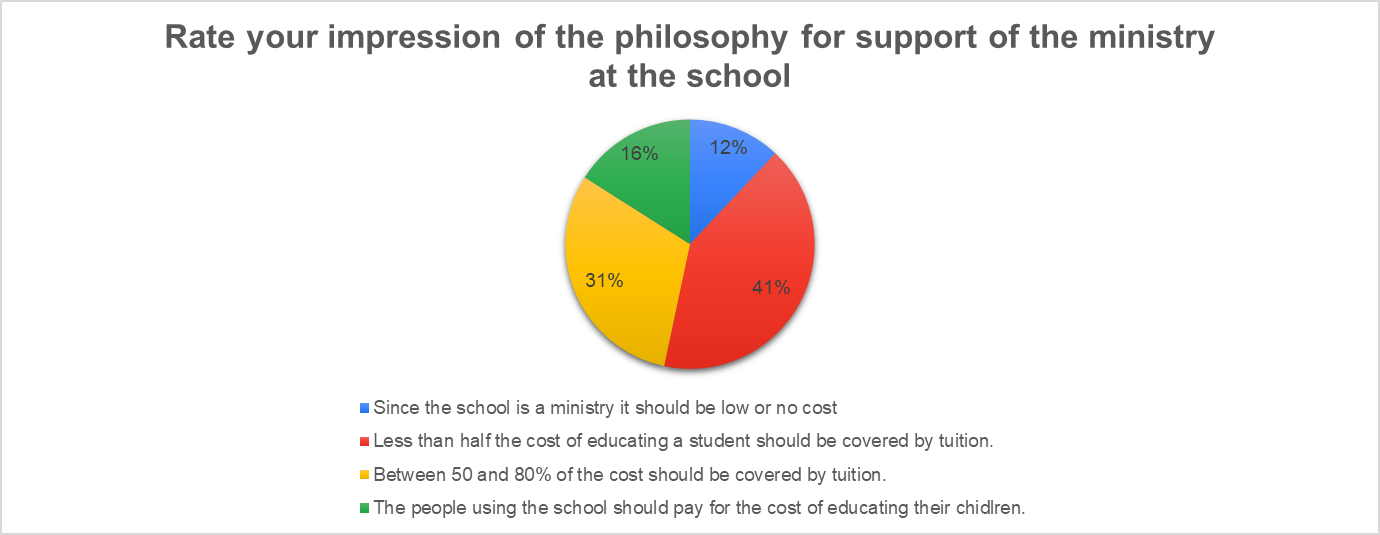 Rate your impression of the philosophy for support of the ministry
at the school
12%
16%
31%
41%
Since the school is a ministry it should be low or no cost
Less than half the cost of educating a student should be covered by tuition.
Between 50 and 80% of the cost should be covered by tuition.
The people using the school should pay for the cost of educating their chidlren.